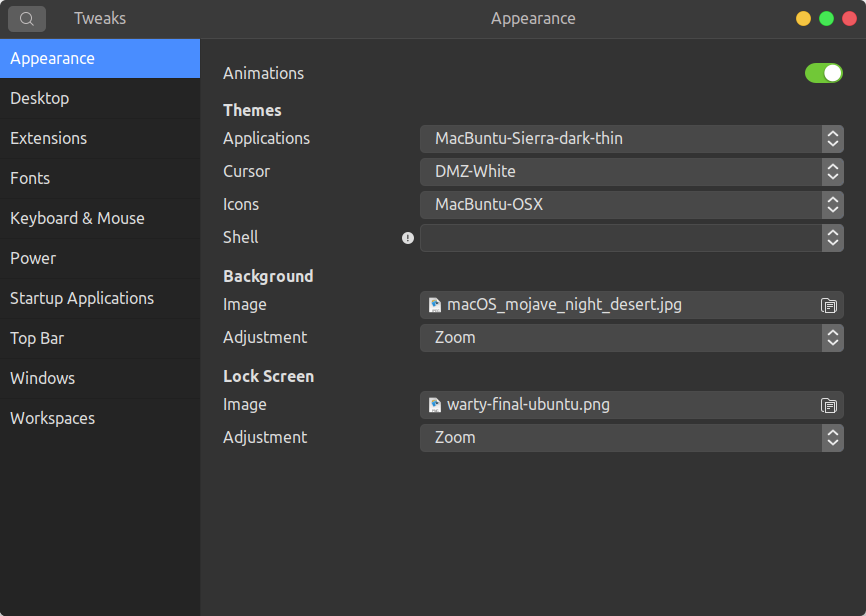 Tweaks
Appearance
Appearance
Desktop
Extensions
Fonts
Keyboard & Mouse
Power
Startup Applications
Top Bar
Windows
Workspaces
Animations
Themes
Applications MacBuntu-Sierra-dark-thin
Cursor DMZ-White
Icons MacBuntu-OSX
Shell
Background
Image macOS_mojave_night_desert.jpg
Adjustment Zoom
Lock Screen
Image warty-final-ubuntu.png
Adjustment Zoom